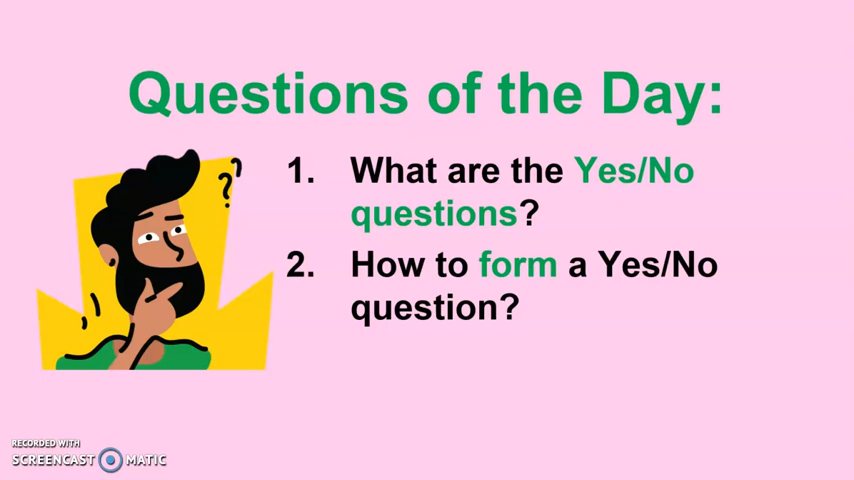 Questions of the Day:
1. What are the Yes/No
questions?
2. How to form a Yes/No
question?
RECORDED WITH
SCREENCAST MATIC